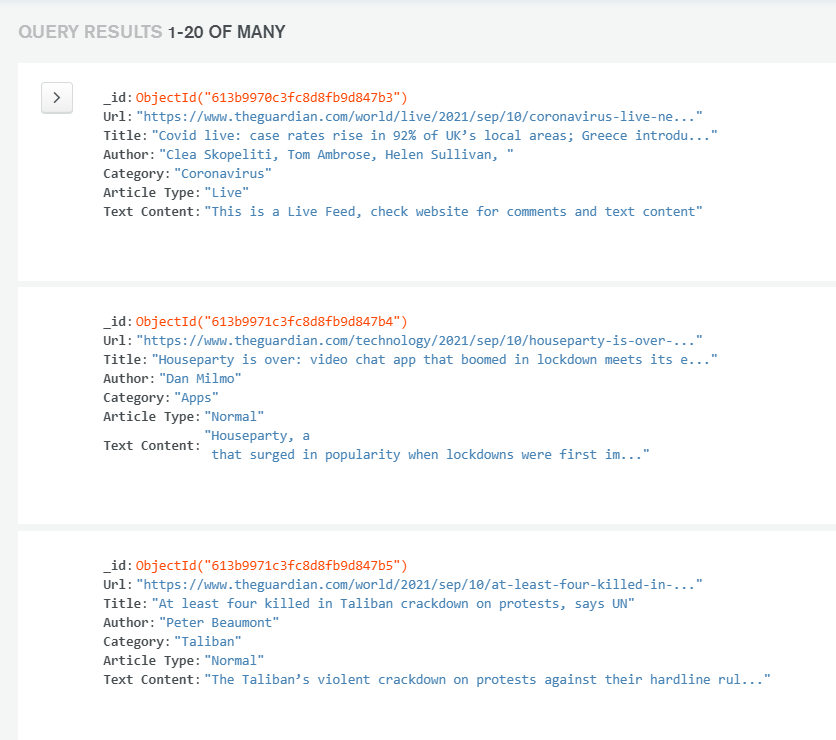 QUERY RESULTS 1-20 OF MANY
_id: ObjectId("613b9970c3fc8d8fb9d847b3")
Url: "https://www.theguardian.com/world/live/2021/sep/10/coronavirus-live-ne..."
Title: "Covid live: case rates rise in 92% of UK’s local areas; Greece introdu..."
Author: "Clea Skopeliti, Tom Ambrose, Helen Sullivan, "
Category: "Coronavirus"
Article Type: "Live"
Text Content: "This is a Live Feed, check website for comments and text content"
_id: ObjectId("613b9971c3fc8d8fb9d847b4")
Url: "https://www.theguardian.com/technology/2021/sep/10/houseparty-is-over-..."
Title: "Houseparty is over: video chat app that boomed in lockdown meets its e..."
Author: "Dan Milmo"
Category: "Apps"
Article Type: "Normal"
Text Content: "Houseparty, a
that surged in popularity when lockdowns were first im..."
_id: ObjectId("613b9971c3fc8d8fb9d847b5")
Url: "https://www.theguardian.com/world/2021/sep/10/at-least-four-killed-in-..."
Title: "At least four killed in Taliban crackdown on protests, says UN"
Author: "Peter Beaumont"
Category: "Taliban"
Article Type: "Normal"
Text Content: "The Taliban’s violent crackdown on protests against their hardline rul..."